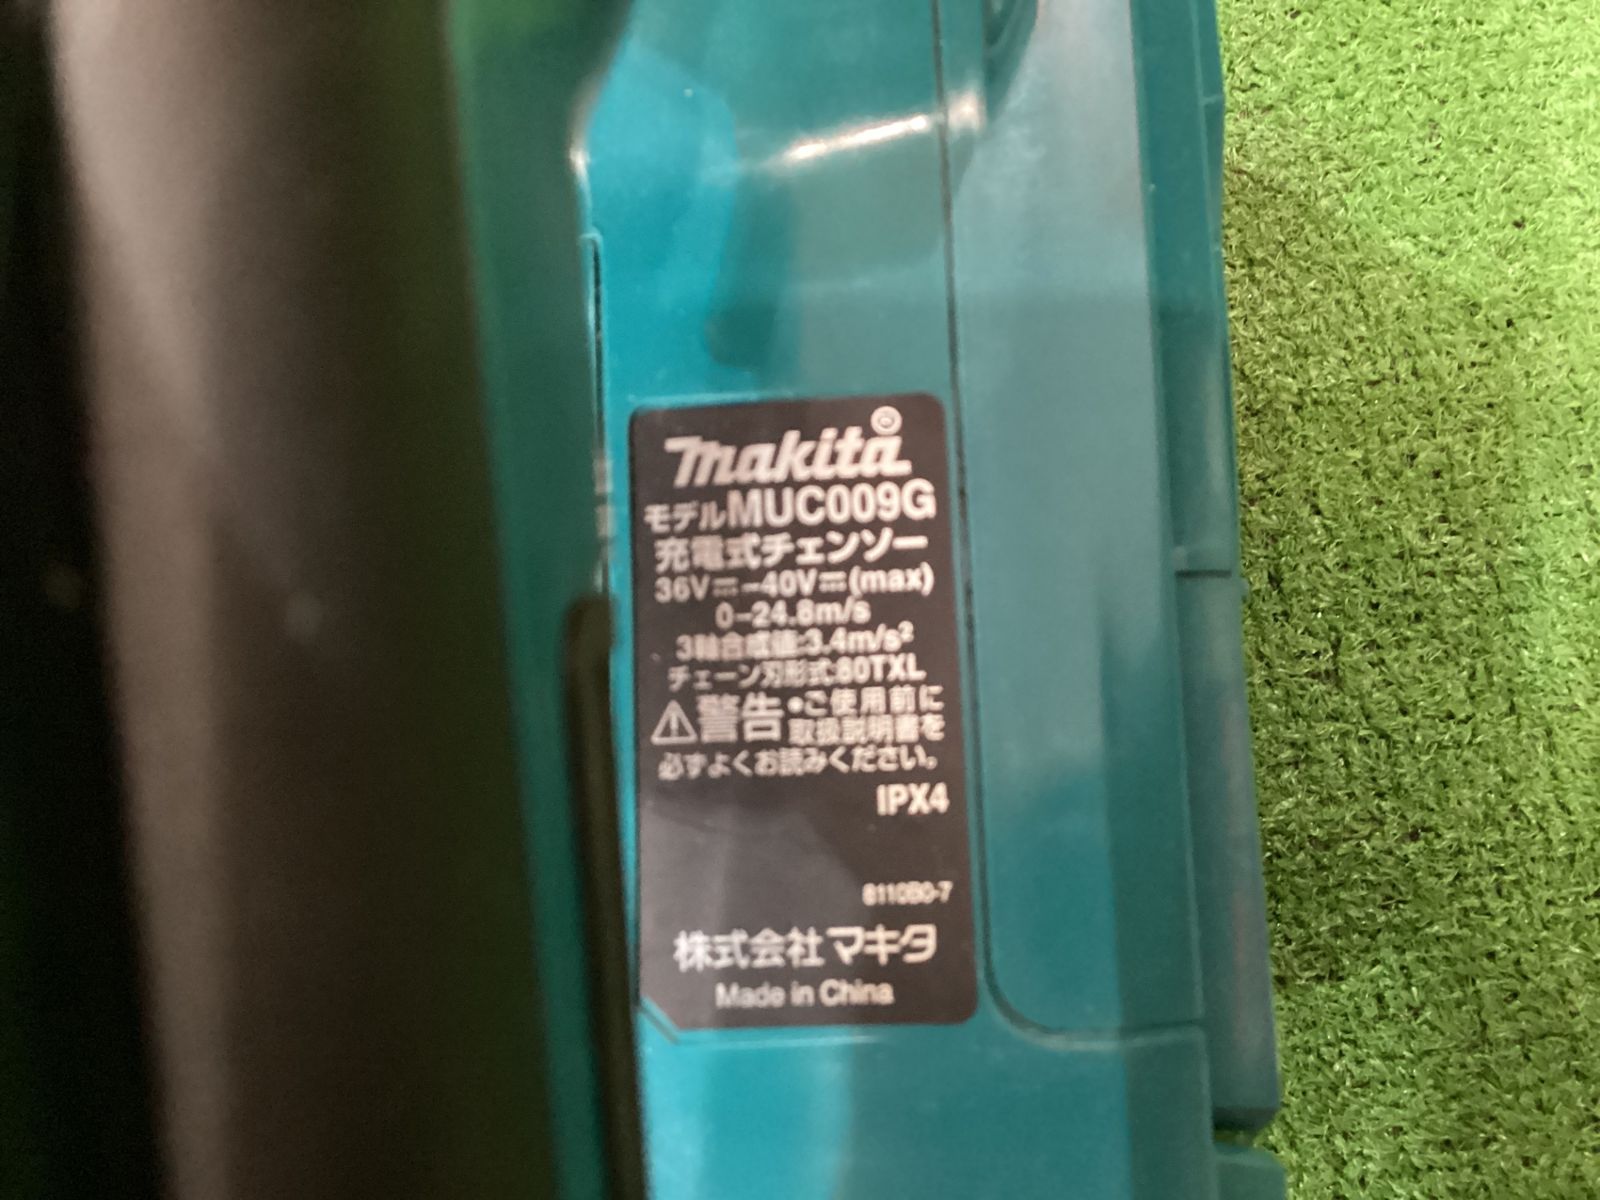 makita®
モデルMUC009G
充電式チェンソー
36V⎓-40V⎓(max)
0-24.8m/s
3軸合成値:3.4m/s²
チェーン刃形式:80TXL
⚠警告 •ご使用前に
取扱説明書を
必ずよくお読みください。
IPX4
8110B0-7
株式会社マキタ
Made in China